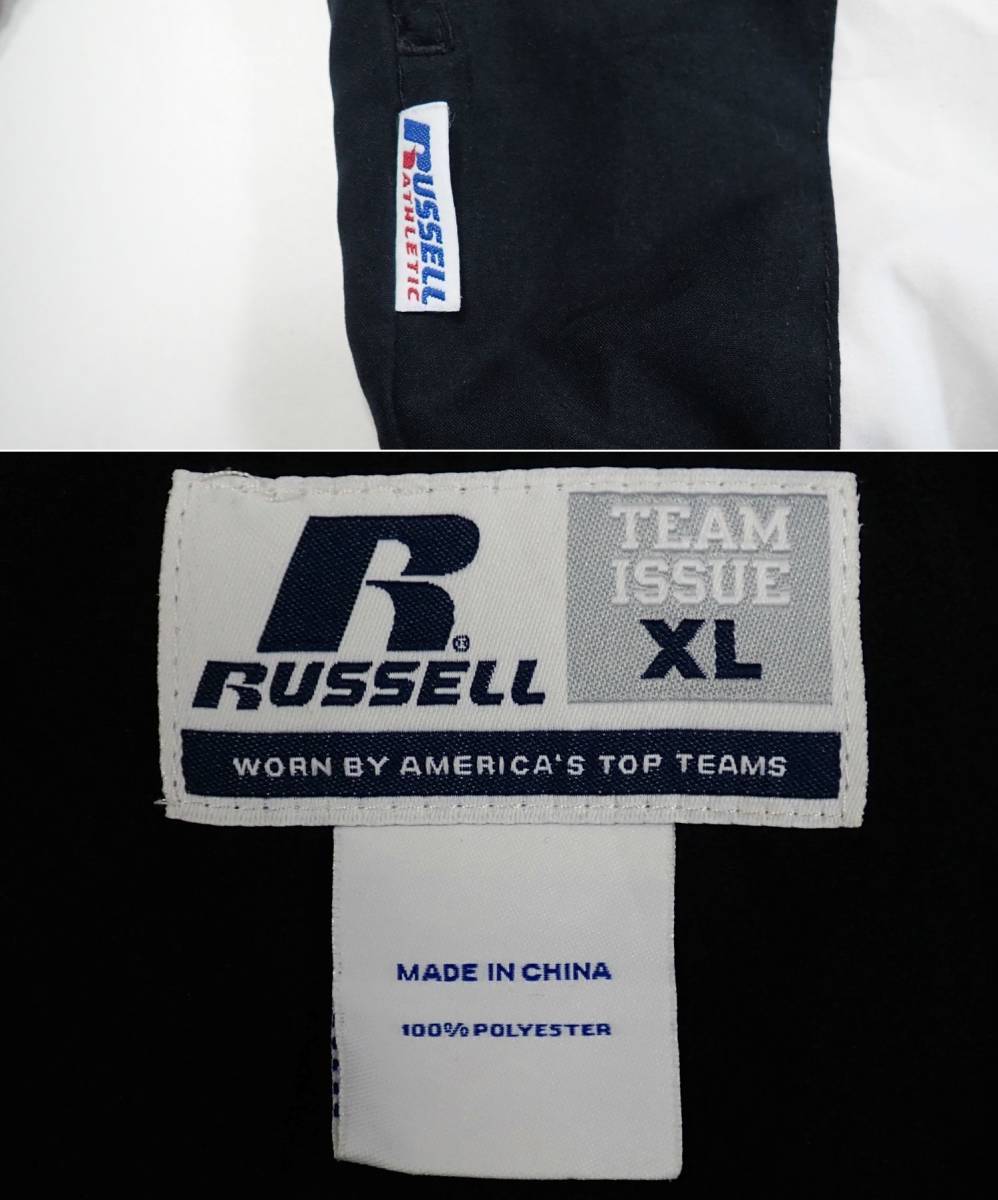 RUSSELL
ATHLETIC
TEAM
ISSUE
XL
R®
RUSSELL
WORN BY AMERICA'S TOP TEAMS
MADE IN CHINA
100% POLYESTER